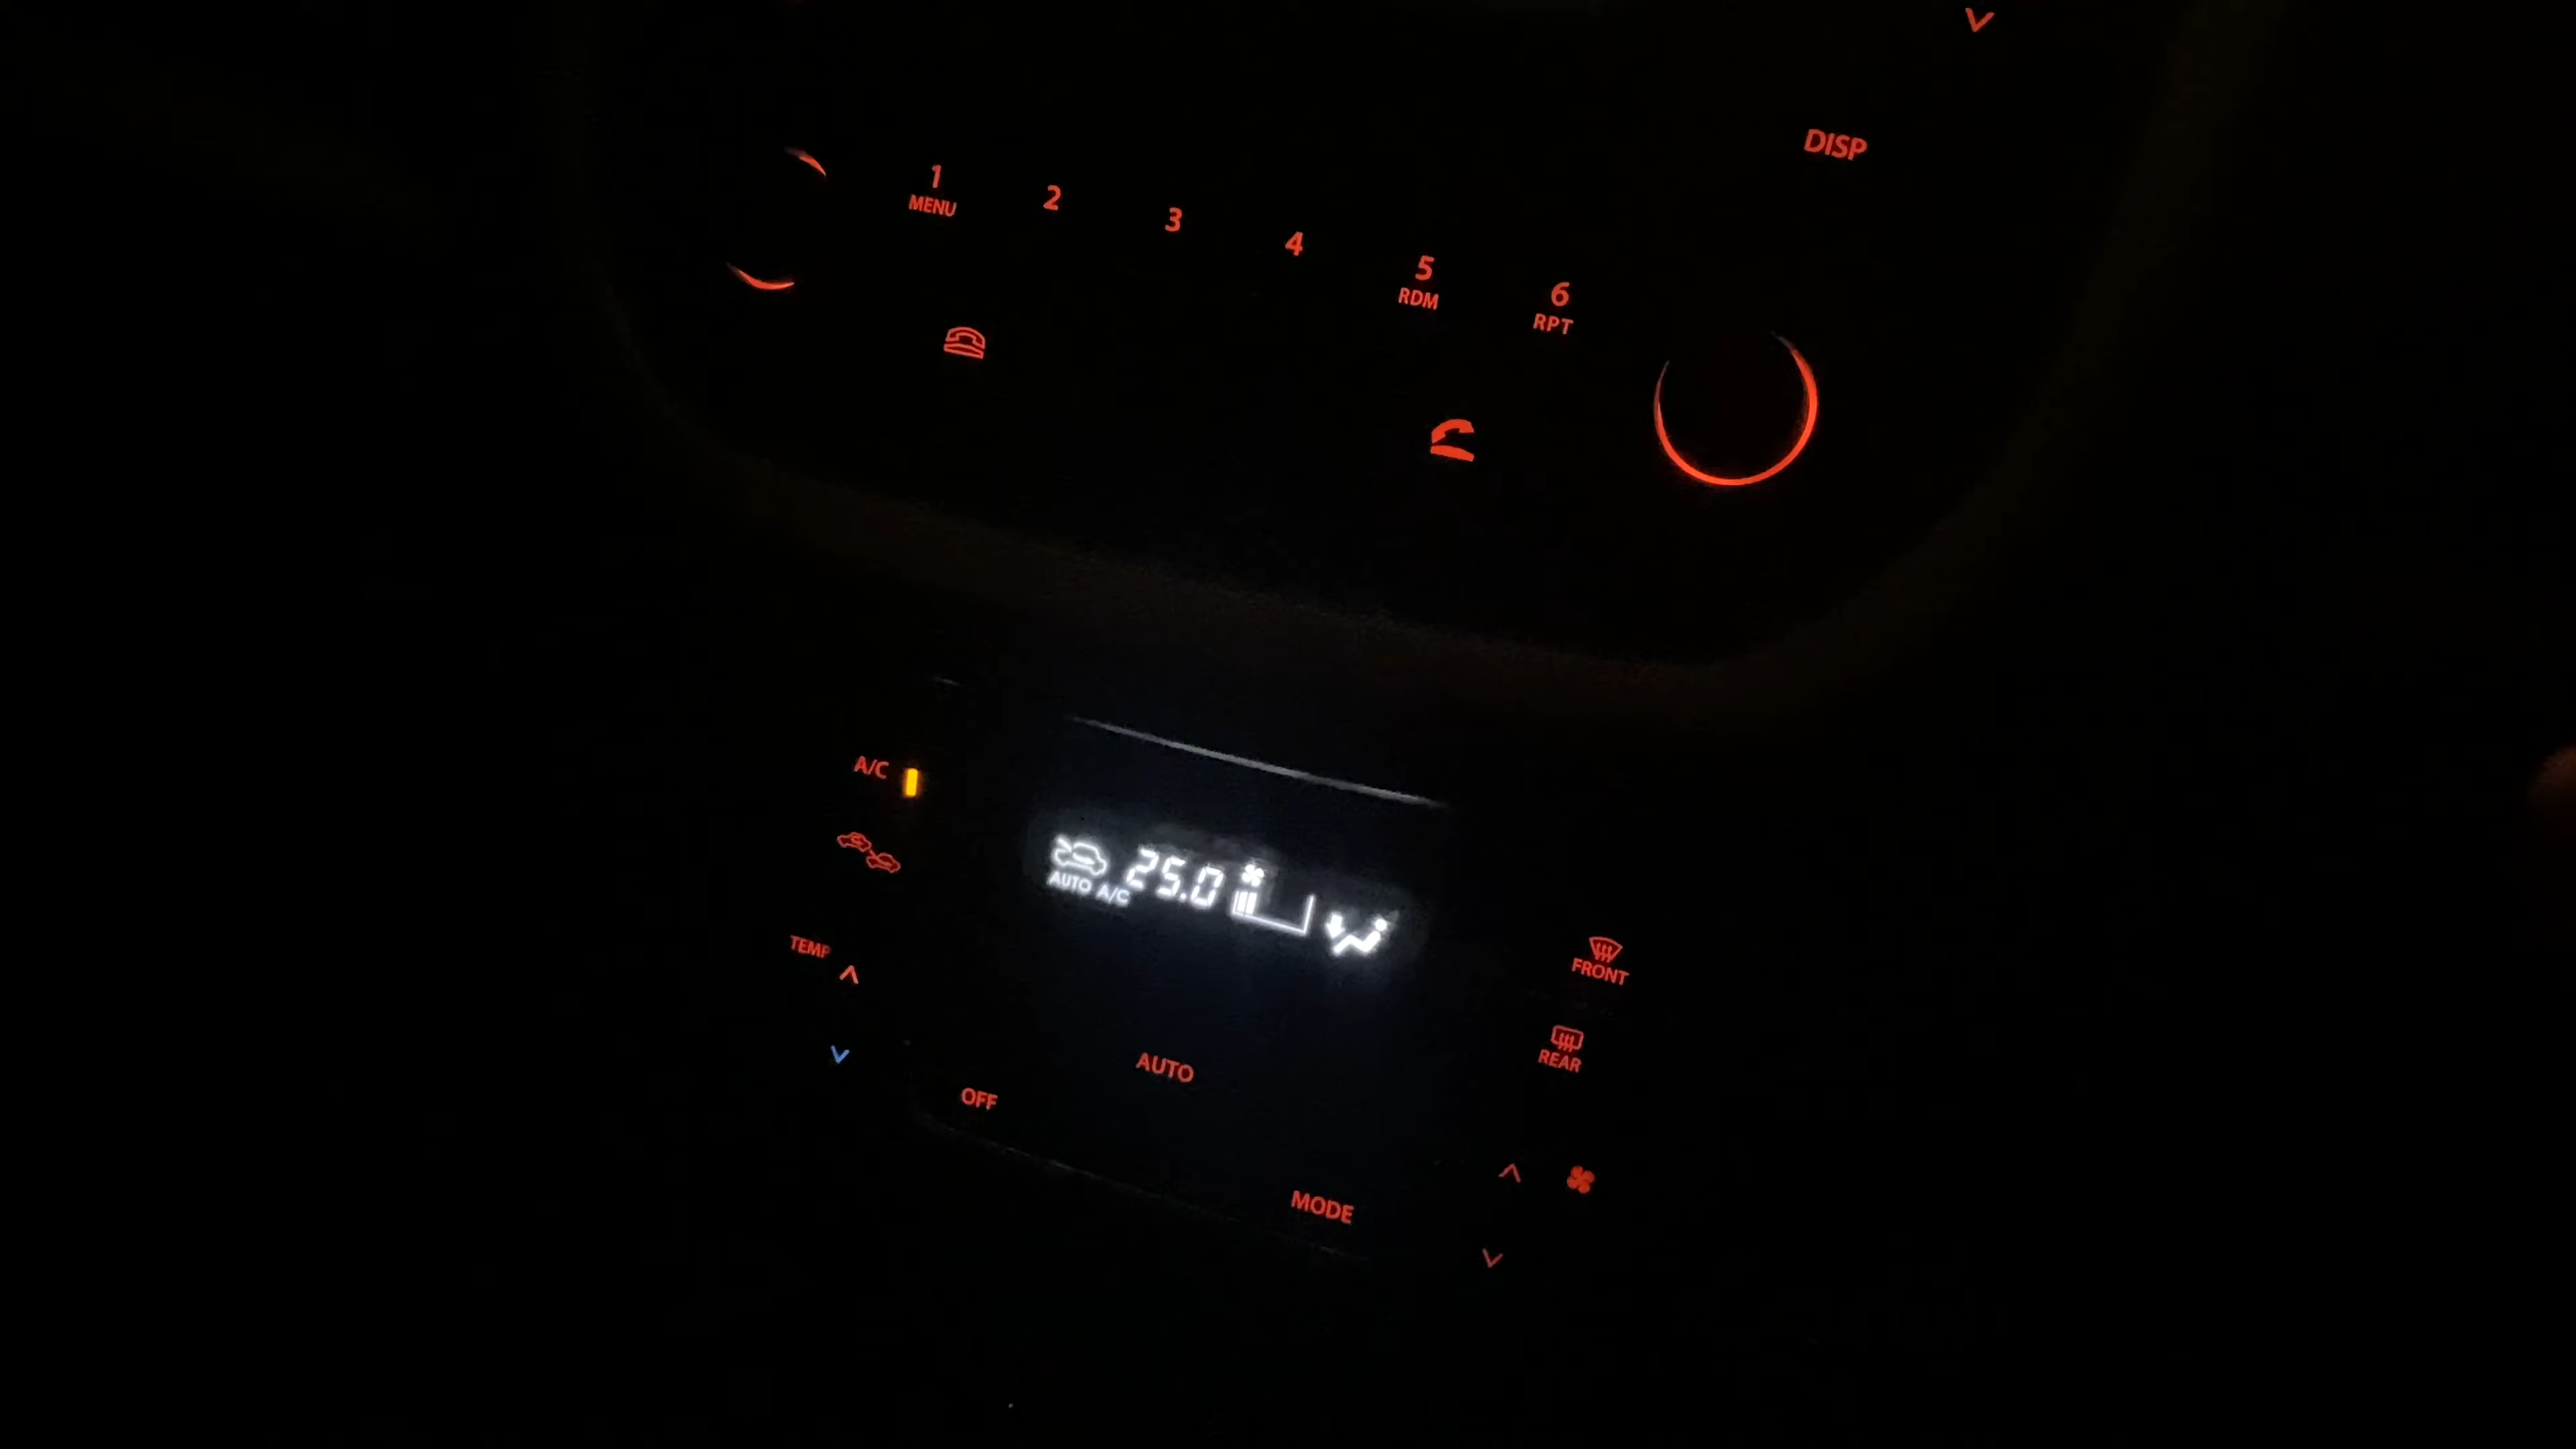 DISP
1
MENU
2
3
4
5
RDM
6
RPT
A/C
25.0
AUTO A/C
TEMP
FRONT
REAR
AUTO
OFF
MODE